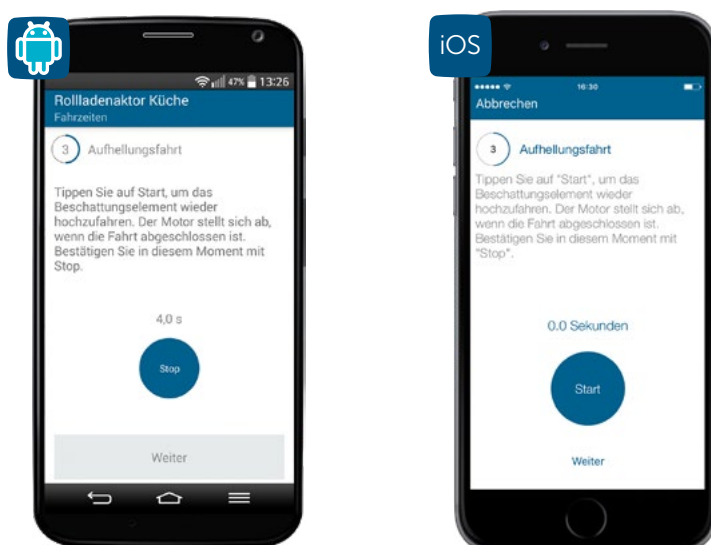 47% 13:26
Rollladenaktor Küche
Fahrzeiten
3 Aufhellungsfahrt
Tippen Sie auf Start, um das
Beschattungselement wieder
hochzufahren. Der Motor stellt sich ab,
wenn die Fahrt abgeschlossen ist.
Bestätigen Sie in diesem Moment mit
Stop.
4,0 s
Stop
Weiter
iOS
16:30
Abbrechen
3 Aufhellungsfahrt
Tippen Sie auf "Start", um das
Beschattungselement wieder
hochzufahren. Der Motor stellt sich ab,
wenn die Fahrt abgeschlossen ist.
Bestätigen Sie in diesem Moment mit
"Stop".
0.0 Sekunden
Start
Weiter